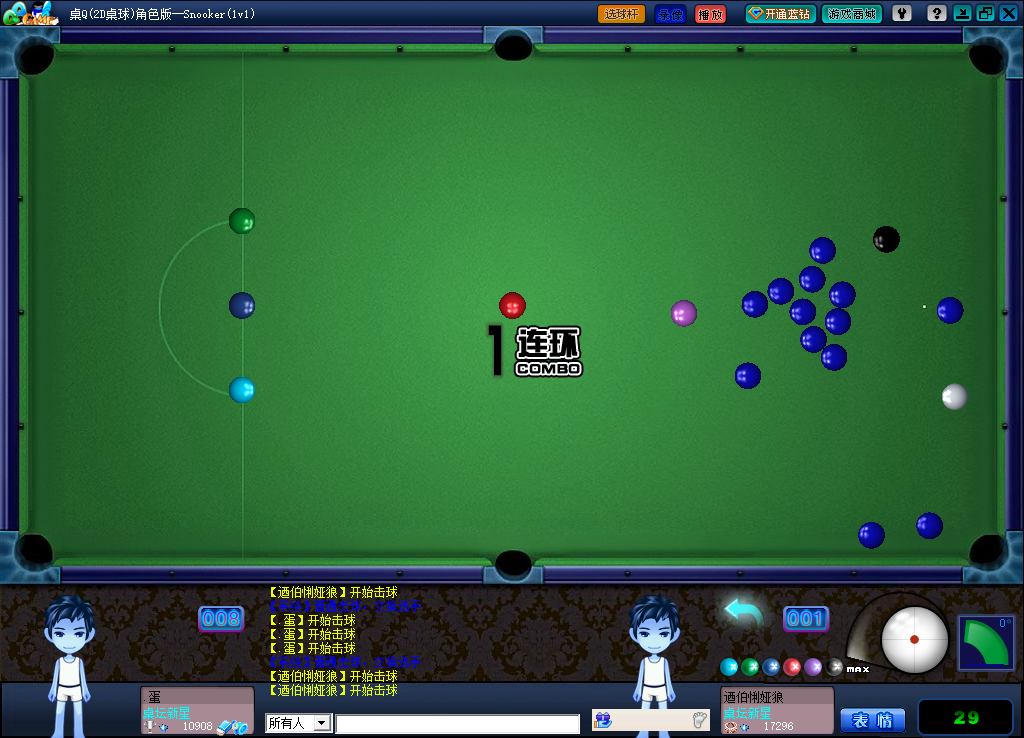 桌Q(2D桌球)角色版—Snooker(1v1)
选球杆
录像
播放
开通蓝钻
游戏商城
?
1
连环
COMBO
008
001
【酒伯悧娅狼】开始击球
【.蛋】开始击球
【.蛋】开始击球
【.蛋】开始击球
【酒伯悧娅狼】开始击球
【酒伯悧娅狼】开始击球
MAX
0°
.蛋
桌坛新星
10908
所有人
酒伯悧娅狼
桌坛新星
17296
表 情
29